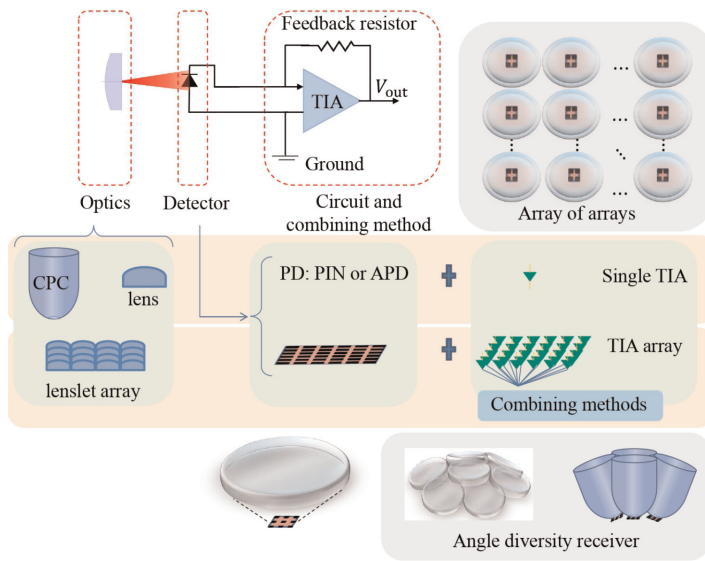 Feedback resistor
TIA
Vout
Ground
Optics
Detector
Circuit and
combining method
...
...
...
Array of arrays
CPC
lens
lenslet array
PD: PIN or APD
Single TIA
TIA array
Combining methods
Angle diversity receiver